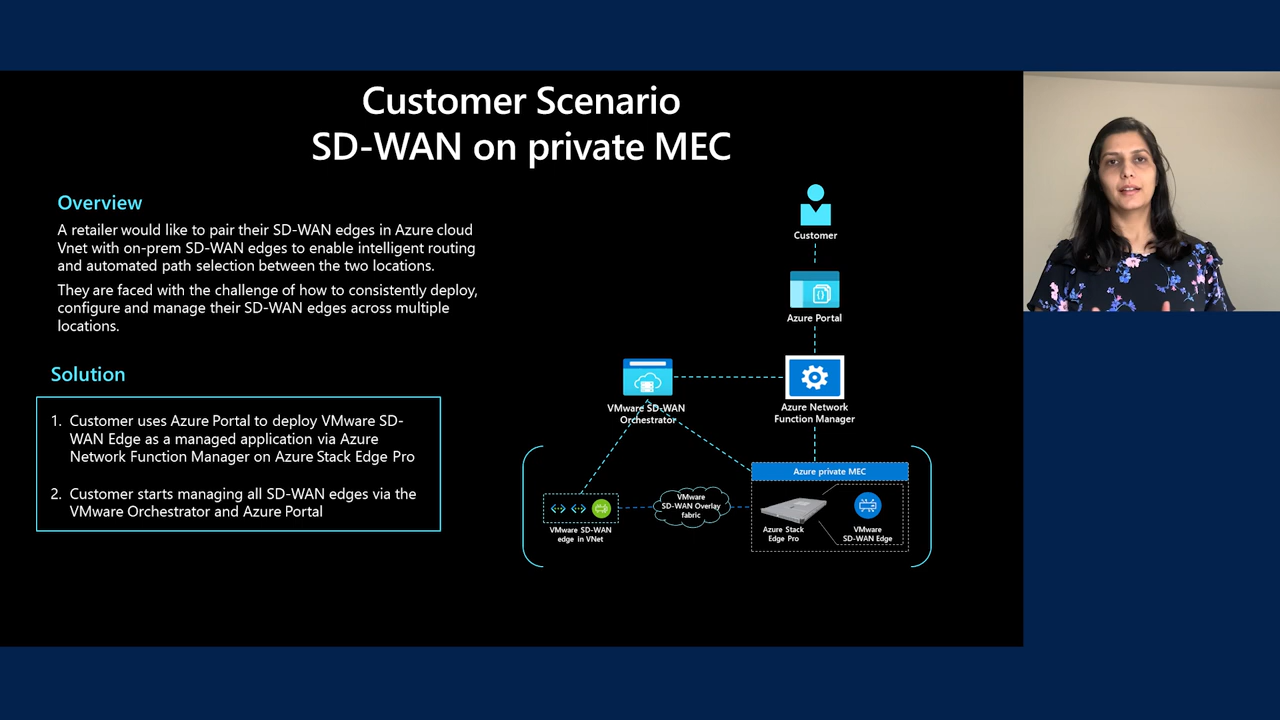 Customer Scenario
SD-WAN on private MEC
Overview
A retailer would like to pair their SD-WAN edges in Azure cloud
Vnet with on-prem SD-WAN edges to enable intelligent routing
and automated path selection between the two locations.
They are faced with the challenge of how to consistently deploy,
configure and manage their SD-WAN edges across multiple
locations.
Solution
1. Customer uses Azure Portal to deploy VMware SD-
WAN Edge as a managed application via Azure
Network Function Manager on Azure Stack Edge Pro
2. Customer starts managing all SD-WAN edges via the
VMware Orchestrator and Azure Portal
Customer
Azure Portal
VMware SD-WAN
Orchestrator
Azure Network
Function Manager
Azure private MEC
VMware SD-WAN
edge in VNet
VMware
SD-WAN Overlay
fabric
Azure Stack
Edge Pro
VMware
SD-WAN Edge